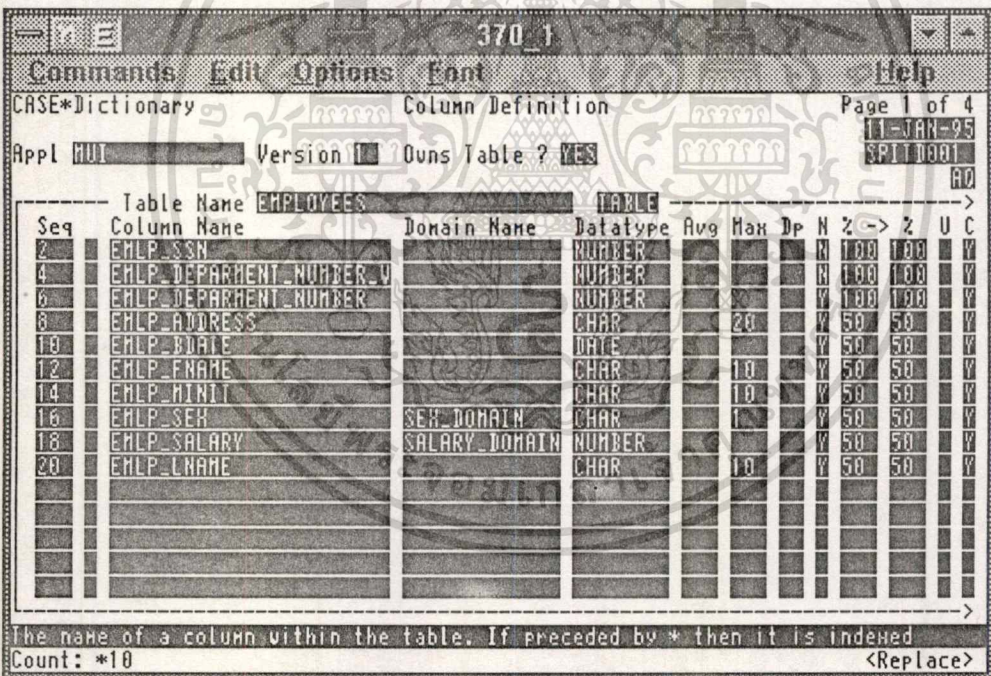 370_1
Commands Edit Options Font Help
CASE*Dictionary Column Definition Page 1 of 4
11-JAN-95
Appl MUI Version 1 Owns Table ? YES SPITD001
AO
Table Name EMPLOYEES TABLE
Seq Column Name Domain Name Datatype Avg Max Dp N % -> % U C
2 EMLP_SSN NUMBER N 100 100 Y
4 EMLP_DEPARMENT_NUMBER_W NUMBER N 100 100 Y
6 EMLP_DEPARMENT_NUMBER NUMBER Y 100 100 Y
8 EMLP_ADDRESS CHAR 20 Y 50 50 Y
10 EMLP_BDATE DATE Y 50 50 Y
12 EMLP_FNAME CHAR 10 Y 50 50 Y
14 EMLP_MINIT CHAR 10 Y 50 50 Y
16 EMLP_SEX SEX_DOMAIN CHAR 1 Y 50 50 Y
18 EMLP_SALARY SALARY_DOMAIN NUMBER Y 50 50 Y
20 EMLP_LNAME CHAR 10 Y 50 50 Y
The name of a column within the table. If preceded by * then it is indexed
Count: *10 <Replace>